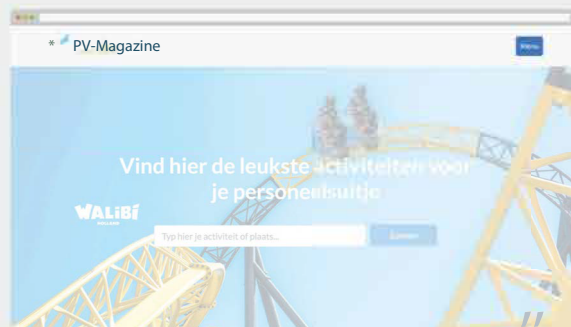 * PV-Magazine
Menu
Vind hier de leukste activiteiten voor
je personeelsuitje
WALiBi
HOLLAND
Typ hier je activiteit of plaats...
Zoeken